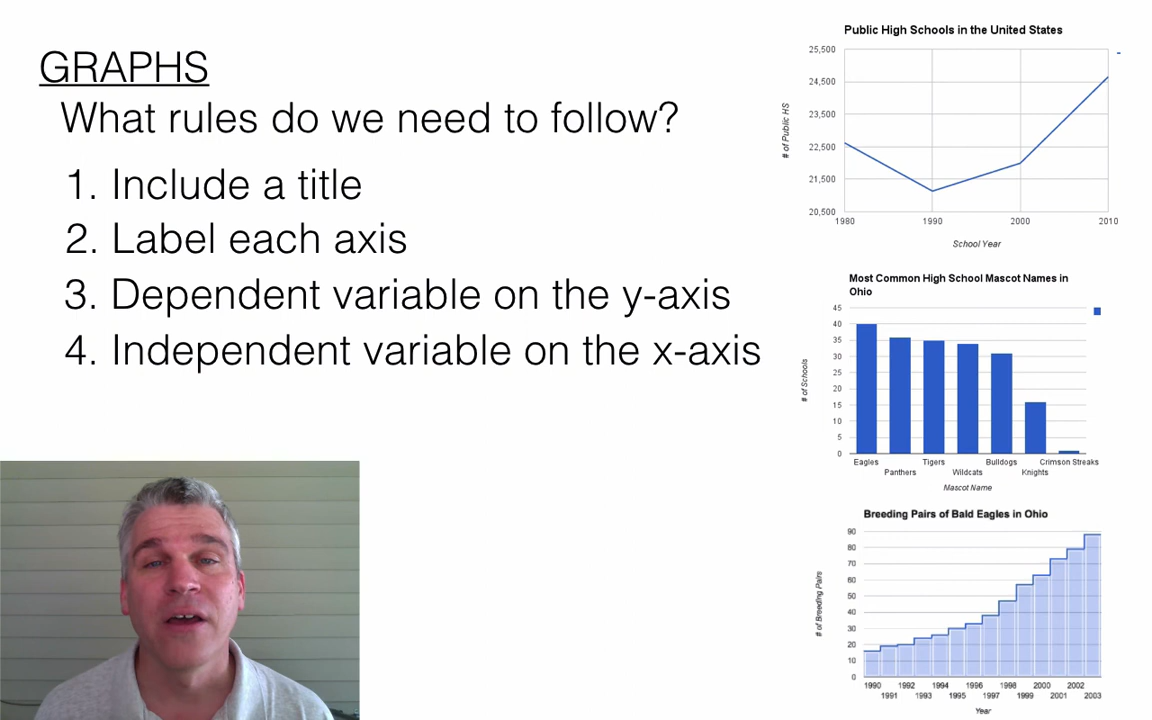 GRAPHS
What rules do we need to follow?
1. Include a title
2. Label each axis
3. Dependent variable on the y-axis
4. Independent variable on the x-axis
Public High Schools in the United States
25,500
24,500
23,500
22,500
21,500
20,500
# of Public HS
1980 1990 2000 2010
School Year
Most Common High School Mascot Names in
Ohio
45
40
35
30
25
20
15
10
5
0
# of Schools
Eagles Tigers Bulldogs Crimson Streaks
Panthers Wildcats Knights
Mascot Name
Breeding Pairs of Bald Eagles in Ohio
90
80
70
60
50
40
30
20
10
0
# of Breeding Pairs
1990 1992 1994 1996 1998 2000 2002
1991 1993 1995 1997 1999 2001 2003
Year